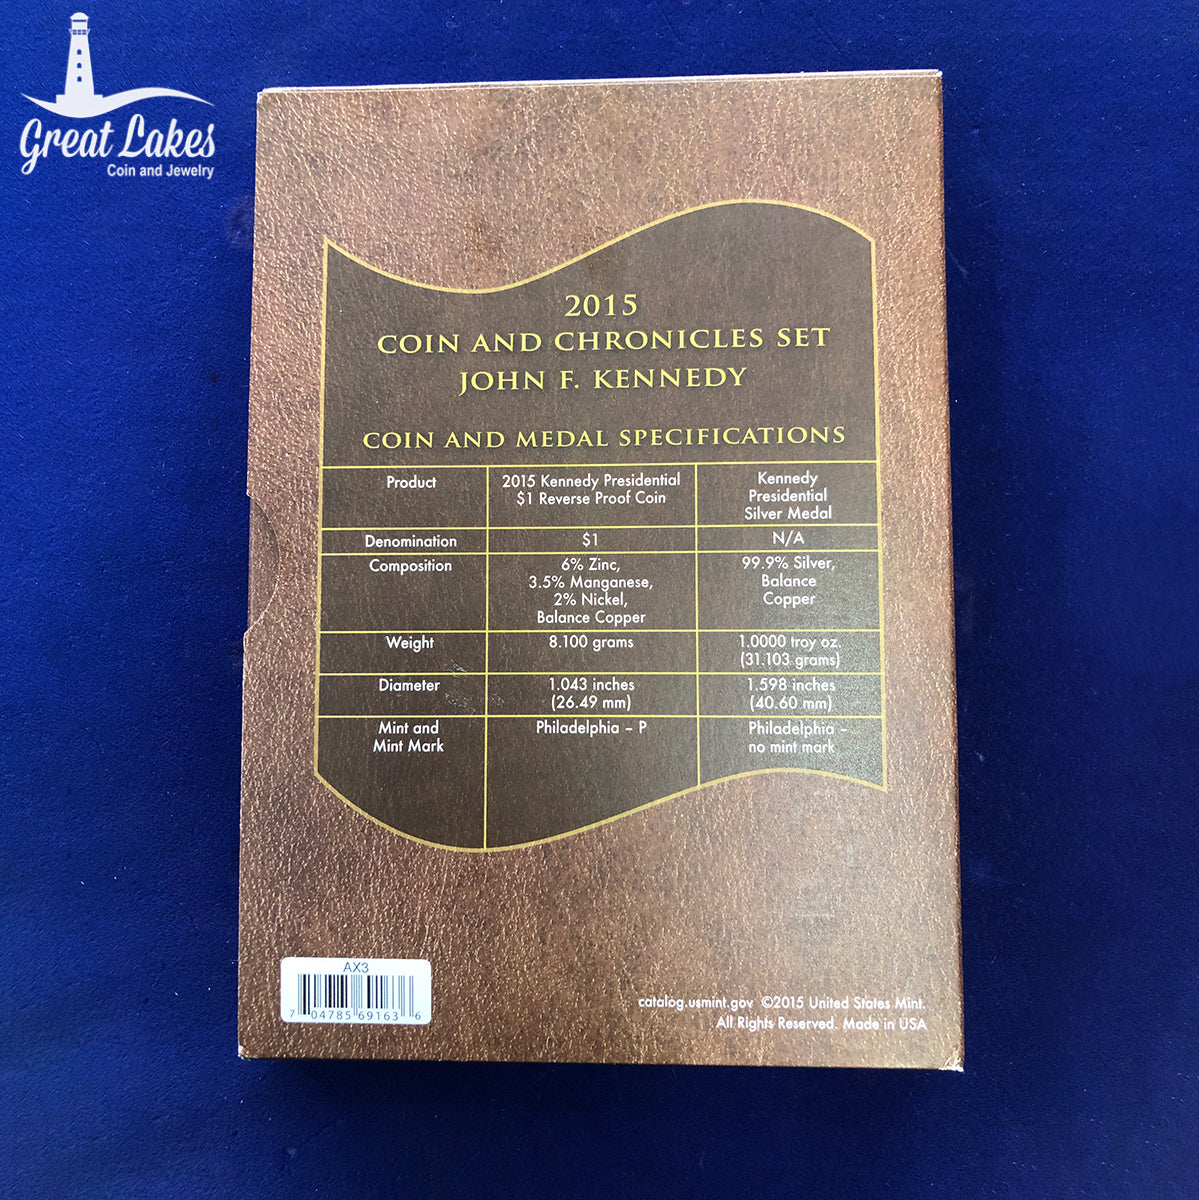 Great Lakes
Coin and Jewelry
2015
COIN AND CHRONICLES SET
JOHN F. KENNEDY
COIN AND MEDAL SPECIFICATIONS
Product
2015 Kennedy Presidential
$1 Reverse Proof Coin
Kennedy
Presidential
Silver Medal
Denomination
$1
N/A
Composition
6% Zinc,
3.5% Manganese,
2% Nickel,
Balance Copper
99.9% Silver,
Balance
Copper
Weight
8.100 grams
1.0000 troy oz.
(31.103 grams)
Diameter
1.043 inches
(26.49 mm)
1.598 inches
(40.60 mm)
Mint and
Mint Mark
Philadelphia – P
Philadelphia –
no mint mark
AX3
7 04785 69163 6
catalog.usmint.gov ©2015 United States Mint.
All Rights Reserved. Made in USA